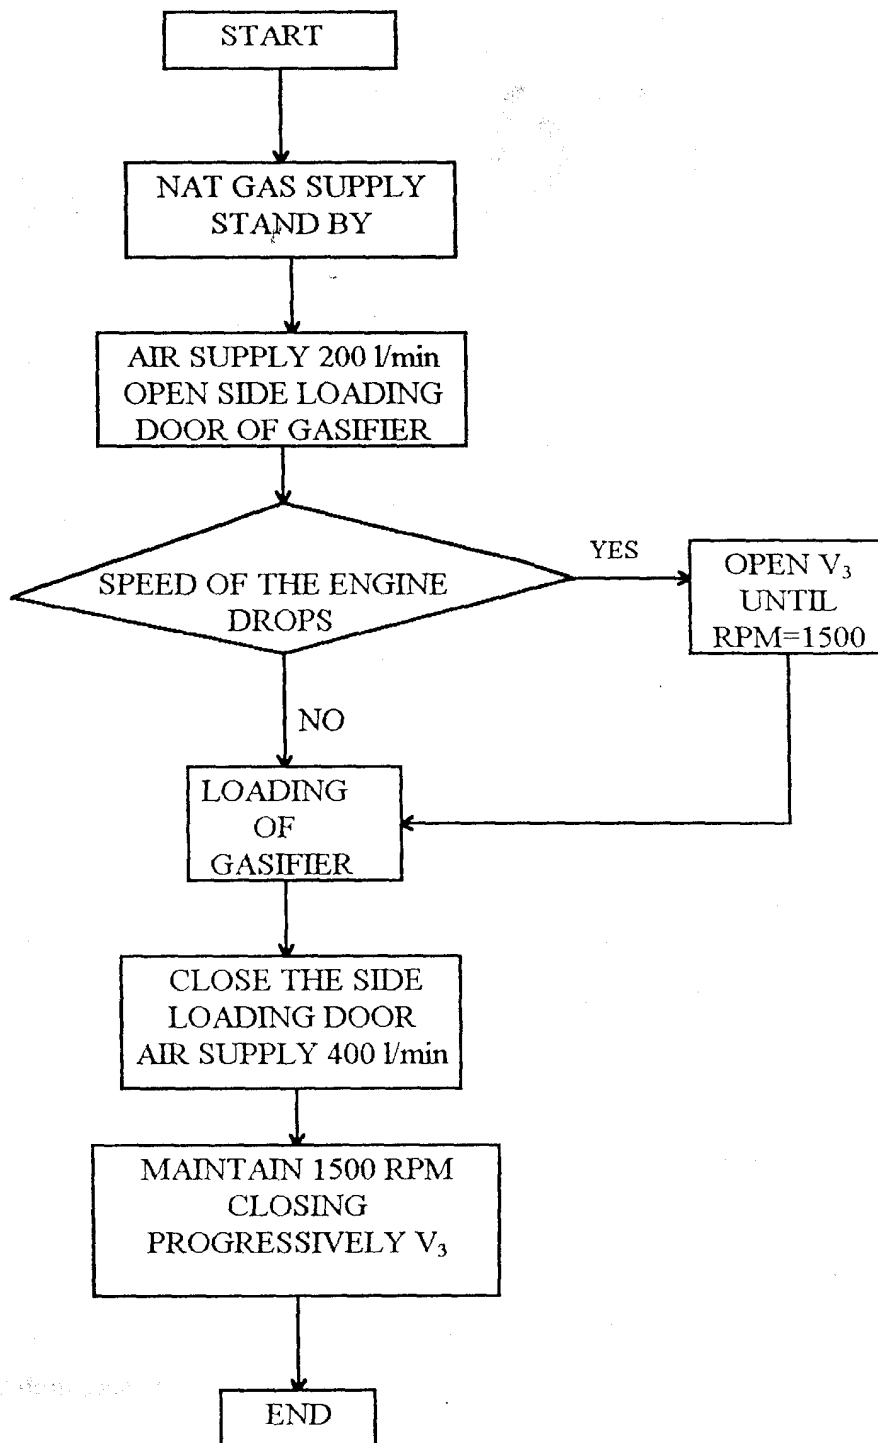 START
NAT GAS SUPPLY
STAND BY
AIR SUPPLY 200 l/min
OPEN SIDE LOADING
DOOR OF GASIFIER
SPEED OF THE ENGINE
DROPS
YES
OPEN V₃
UNTIL
RPM=1500
NO
LOADING
OF
GASIFIER
CLOSE THE SIDE
LOADING DOOR
AIR SUPPLY 400 l/min
MAINTAIN 1500 RPM
CLOSING
PROGRESSIVELY V₃
END